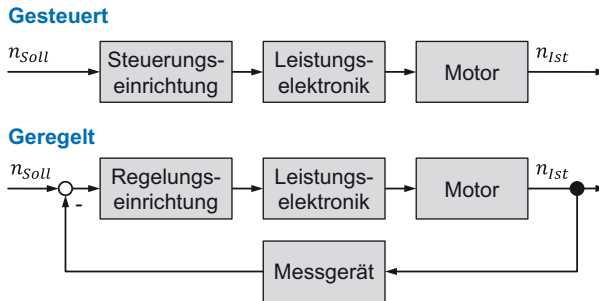 Gesteuert
n_Soll
Steuerungs-
einrichtung
Leistungs-
elektronik
Motor
n_Ist
Geregelt
n_Soll
-
Regelungs-
einrichtung
Leistungs-
elektronik
Motor
n_Ist
Messgerät